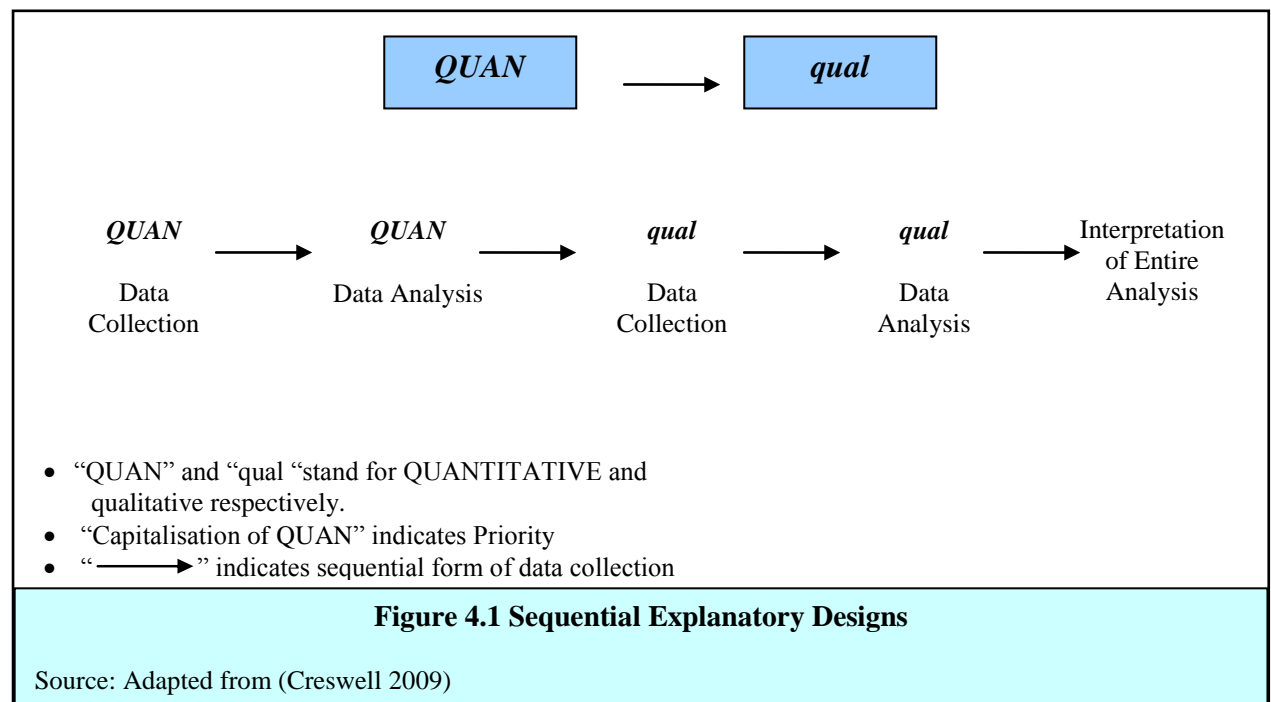 QUAN qual
QUAN QUAN qual qual Interpretation
of Entire
Analysis
Data
Collection
Data Analysis
Data
Collection
Data
Analysis
• “QUAN” and “qual “stand for QUANTITATIVE and
qualitative respectively.
• “Capitalisation of QUAN” indicates Priority
• “⟶” indicates sequential form of data collection
Figure 4.1 Sequential Explanatory Designs
Source: Adapted from (Creswell 2009)